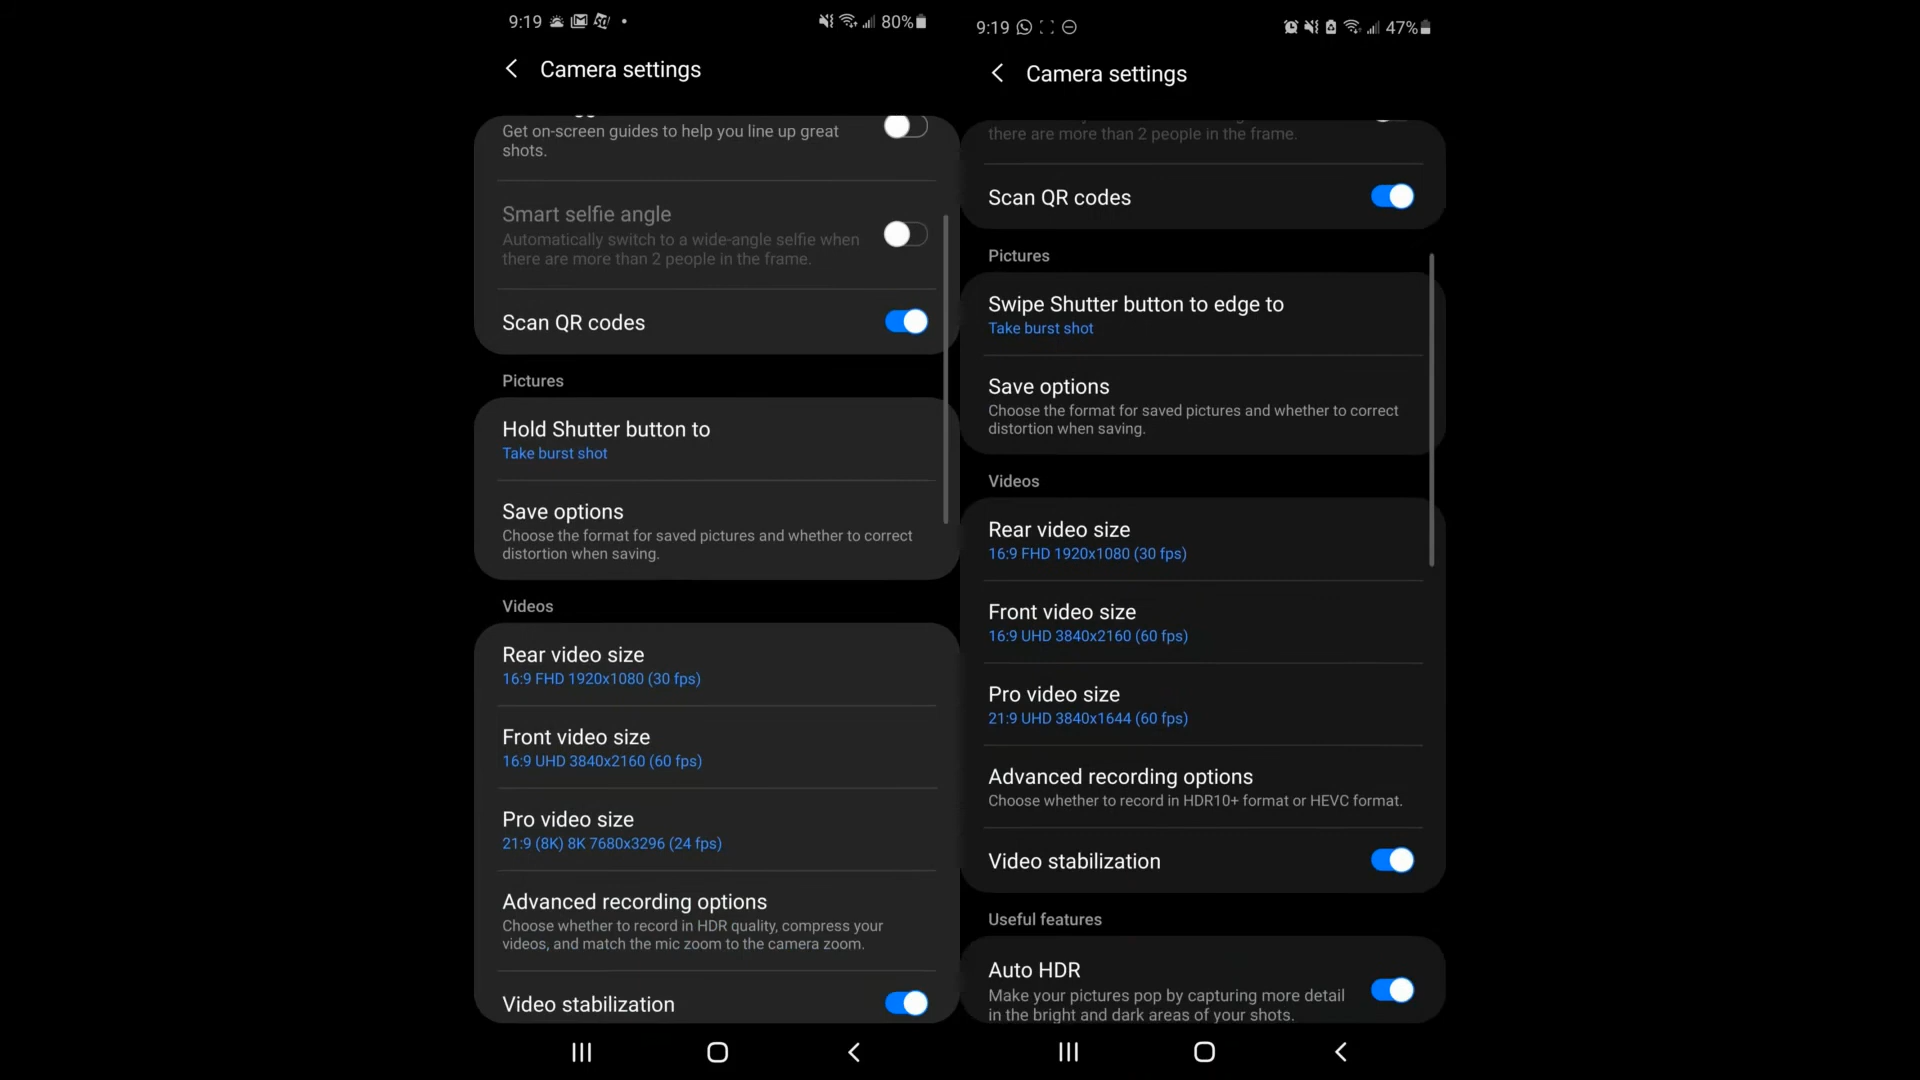 9:19
80%
Camera settings
Get on-screen guides to help you line up great
shots.
Smart selfie angle
Automatically switch to a wide-angle selfie when
there are more than 2 people in the frame.
Scan QR codes
Pictures
Hold Shutter button to
Take burst shot
Save options
Choose the format for saved pictures and whether to correct
distortion when saving.
Videos
Rear video size
16:9 FHD 1920x1080 (30 fps)
Front video size
16:9 UHD 3840x2160 (60 fps)
Pro video size
21:9 (8K) 8K 7680x3296 (24 fps)
Advanced recording options
Choose whether to record in HDR quality, compress your
videos, and match the mic zoom to the camera zoom.
Video stabilization
9:19
47%
Camera settings
there are more than 2 people in the frame.
Scan QR codes
Pictures
Swipe Shutter button to edge to
Take burst shot
Save options
Choose the format for saved pictures and whether to correct
distortion when saving.
Videos
Rear video size
16:9 FHD 1920x1080 (30 fps)
Front video size
16:9 UHD 3840x2160 (60 fps)
Pro video size
21:9 UHD 3840x1644 (60 fps)
Advanced recording options
Choose whether to record in HDR10+ format or HEVC format.
Video stabilization
Useful features
Auto HDR
Make your pictures pop by capturing more detail
in the bright and dark areas of your shots.